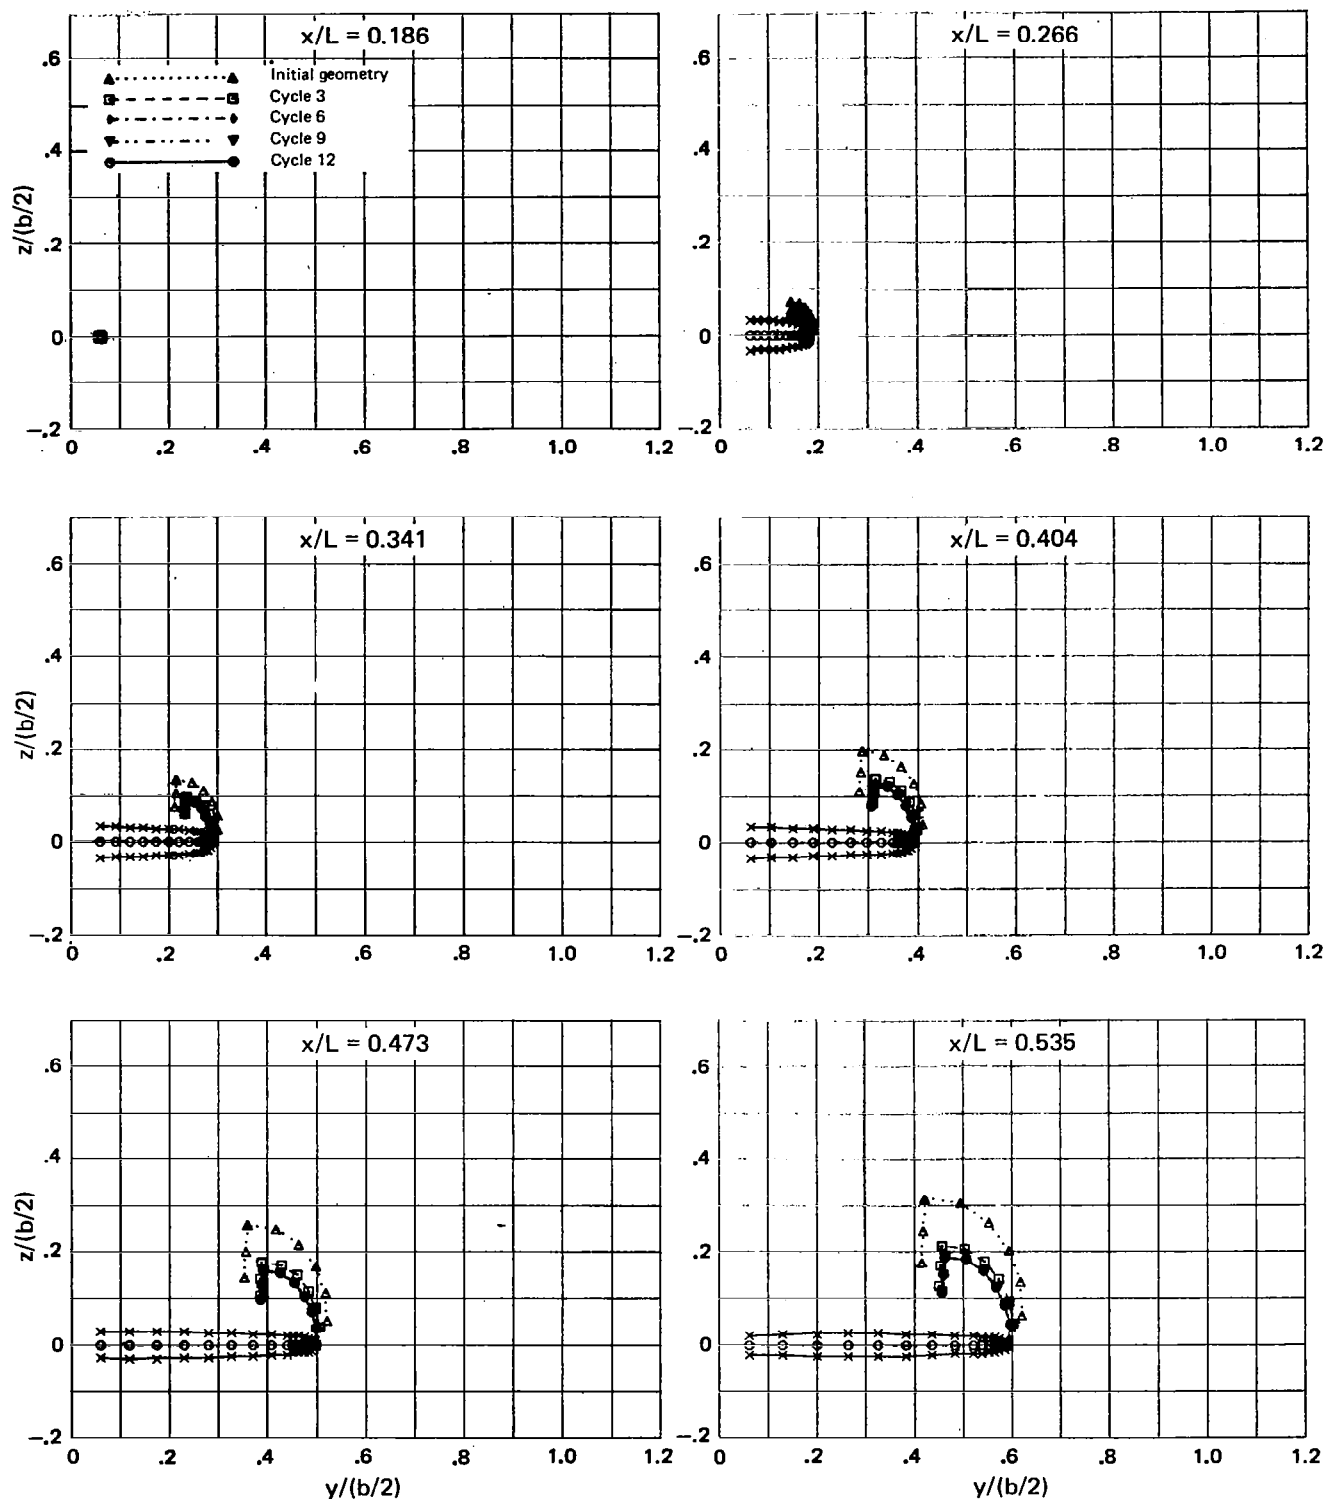 x/L = 0.186
x/L = 0.266
Initial geometry
Cycle 3
Cycle 6
Cycle 9
Cycle 12
.6
.4
.2
0
−.2
z/(b/2)
0 .2 .4 .6 .8 1.0 1.2
.6
.4
.2
0
−.2
0 .2 .4 .6 .8 1.0 1.2
x/L = 0.341
x/L = 0.404
.6
.4
.2
0
−.2
z/(b/2)
0 .2 .4 .6 .8 1.0 1.2
.6
.4
.2
0
−.2
0 .2 .4 .6 .8 1.0 1.2
x/L = 0.473
x/L = 0.535
.6
.4
.2
0
−.2
z/(b/2)
0 .2 .4 .6 .8 1.0 1.2
y/(b/2)
.6
.4
.2
0
−.2
0 .2 .4 .6 .8 1.0 1.2
y/(b/2)